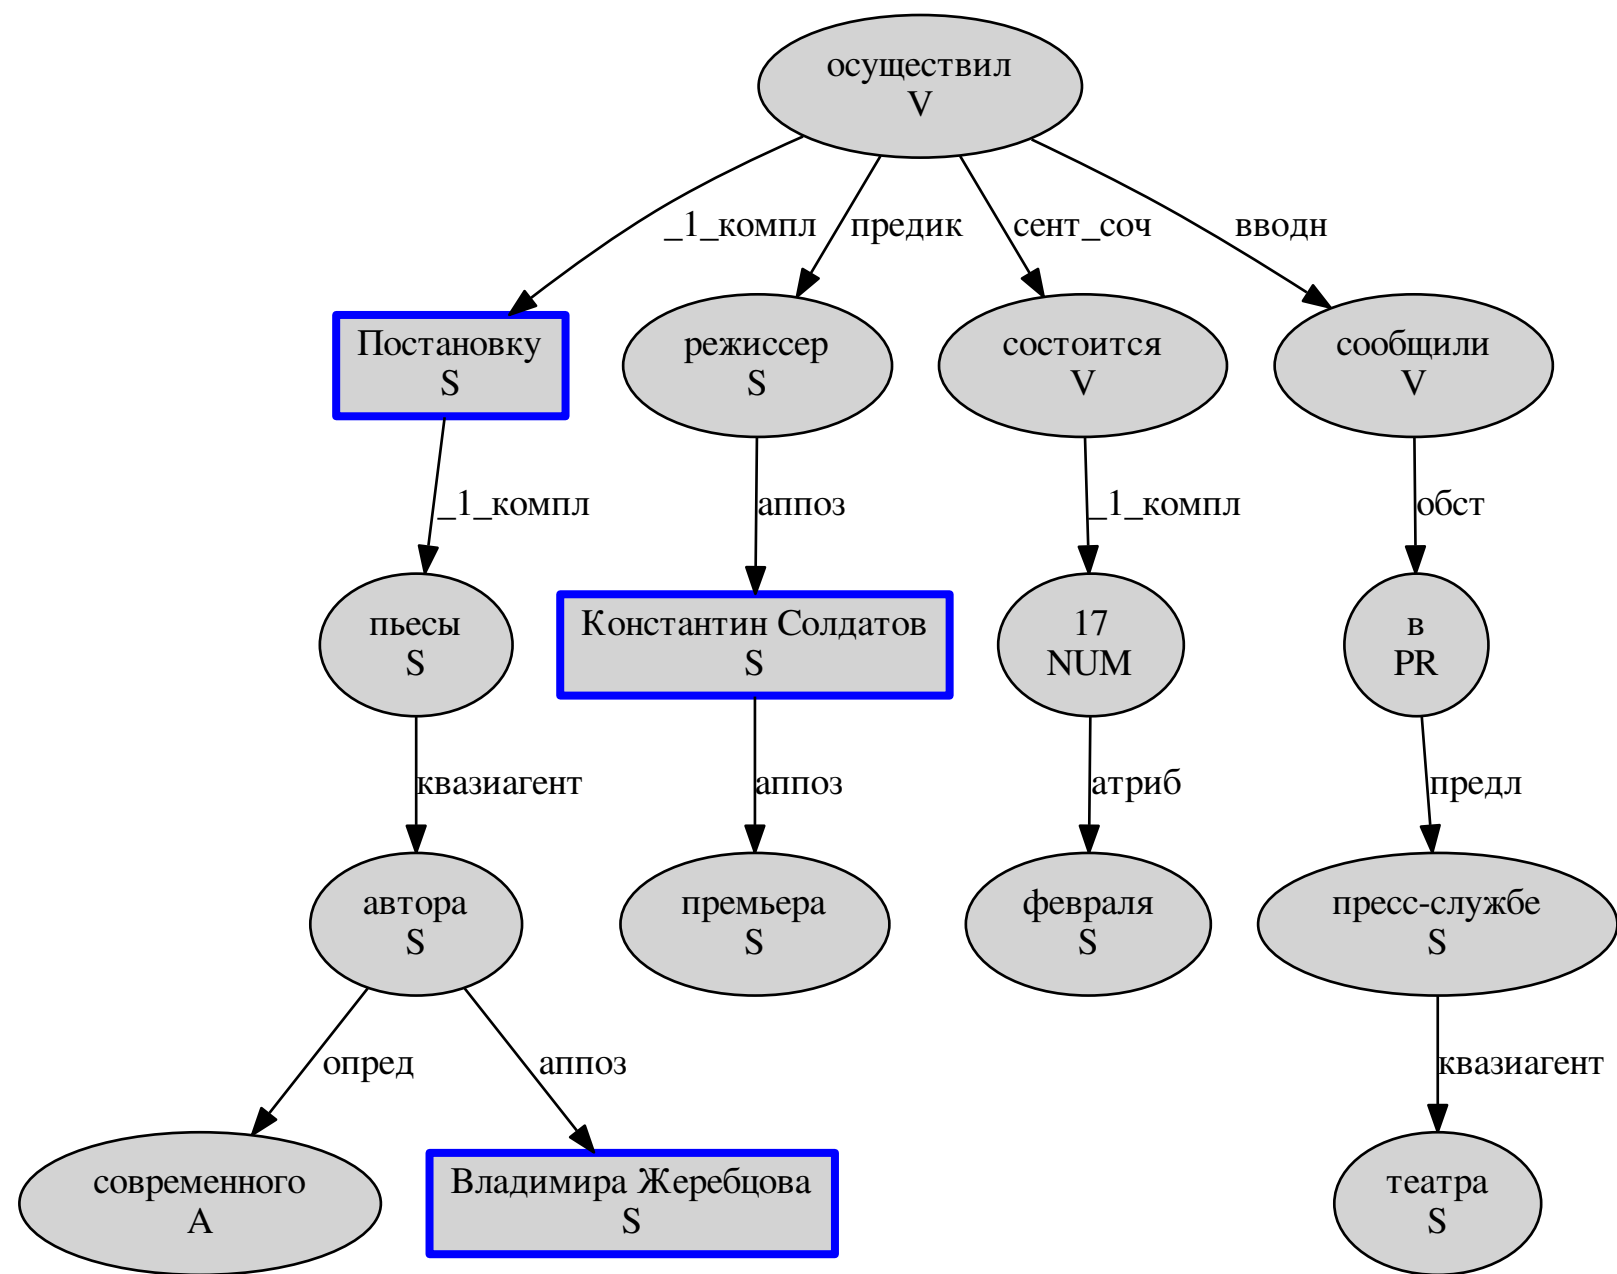 осуществил
V
_1_компл
предик
сент_соч
вводн
Постановку
S
режиссер
S
состоится
V
сообщили
V
_1_компл
аппоз
_1_компл
обст
пьесы
S
Константин Солдатов
S
17
NUM
в
PR
квазиагент
аппоз
атриб
предл
автора
S
премьера
S
февраля
S
пресс-службе
S
опред
аппоз
квазиагент
современного
A
Владимира Жеребцова
S
театра
S